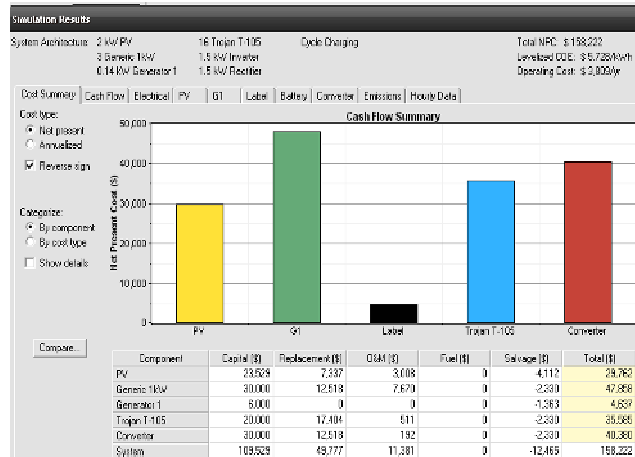 Simulation Results
System Architecture: 2 kW PV 16 Trojan T-105 Cycle Charging Total NPC: $ 158,222
3 Generic 1kW 1.5 kW Inverter Levelized COE: $ 5.728/kWh
0.14 kW Generator 1 1.5 kW Rectifier Operating Cost: $ 3,809/yr
Cost Summary Cash Flow Electrical PV G1 Label Battery Converter Emissions Hourly Data
Cost type:
Net present
Annualized
Reverse sign
Categorize:
By component
By cost type
Show details
Compare...
Cash Flow Summary
Net Present Cost ($)
50,000
40,000
30,000
20,000
10,000
0
PV G1 Label Trojan T-105 Converter
Component Capital ($) Replacement ($) O&M ($) Fuel ($) Salvage ($) Total ($)
PV 23,529 7,337 3,008 0 -4,112 29,762
Generic 1kW 30,000 12,518 7,670 0 -2,330 47,858
Generator 1 6,000 0 0 0 -1,363 4,637
Trojan T-105 20,000 17,404 511 0 -2,330 35,585
Converter 30,000 12,518 192 0 -2,330 40,380
System 109,529 49,777 11,381 0 -12,465 158,222